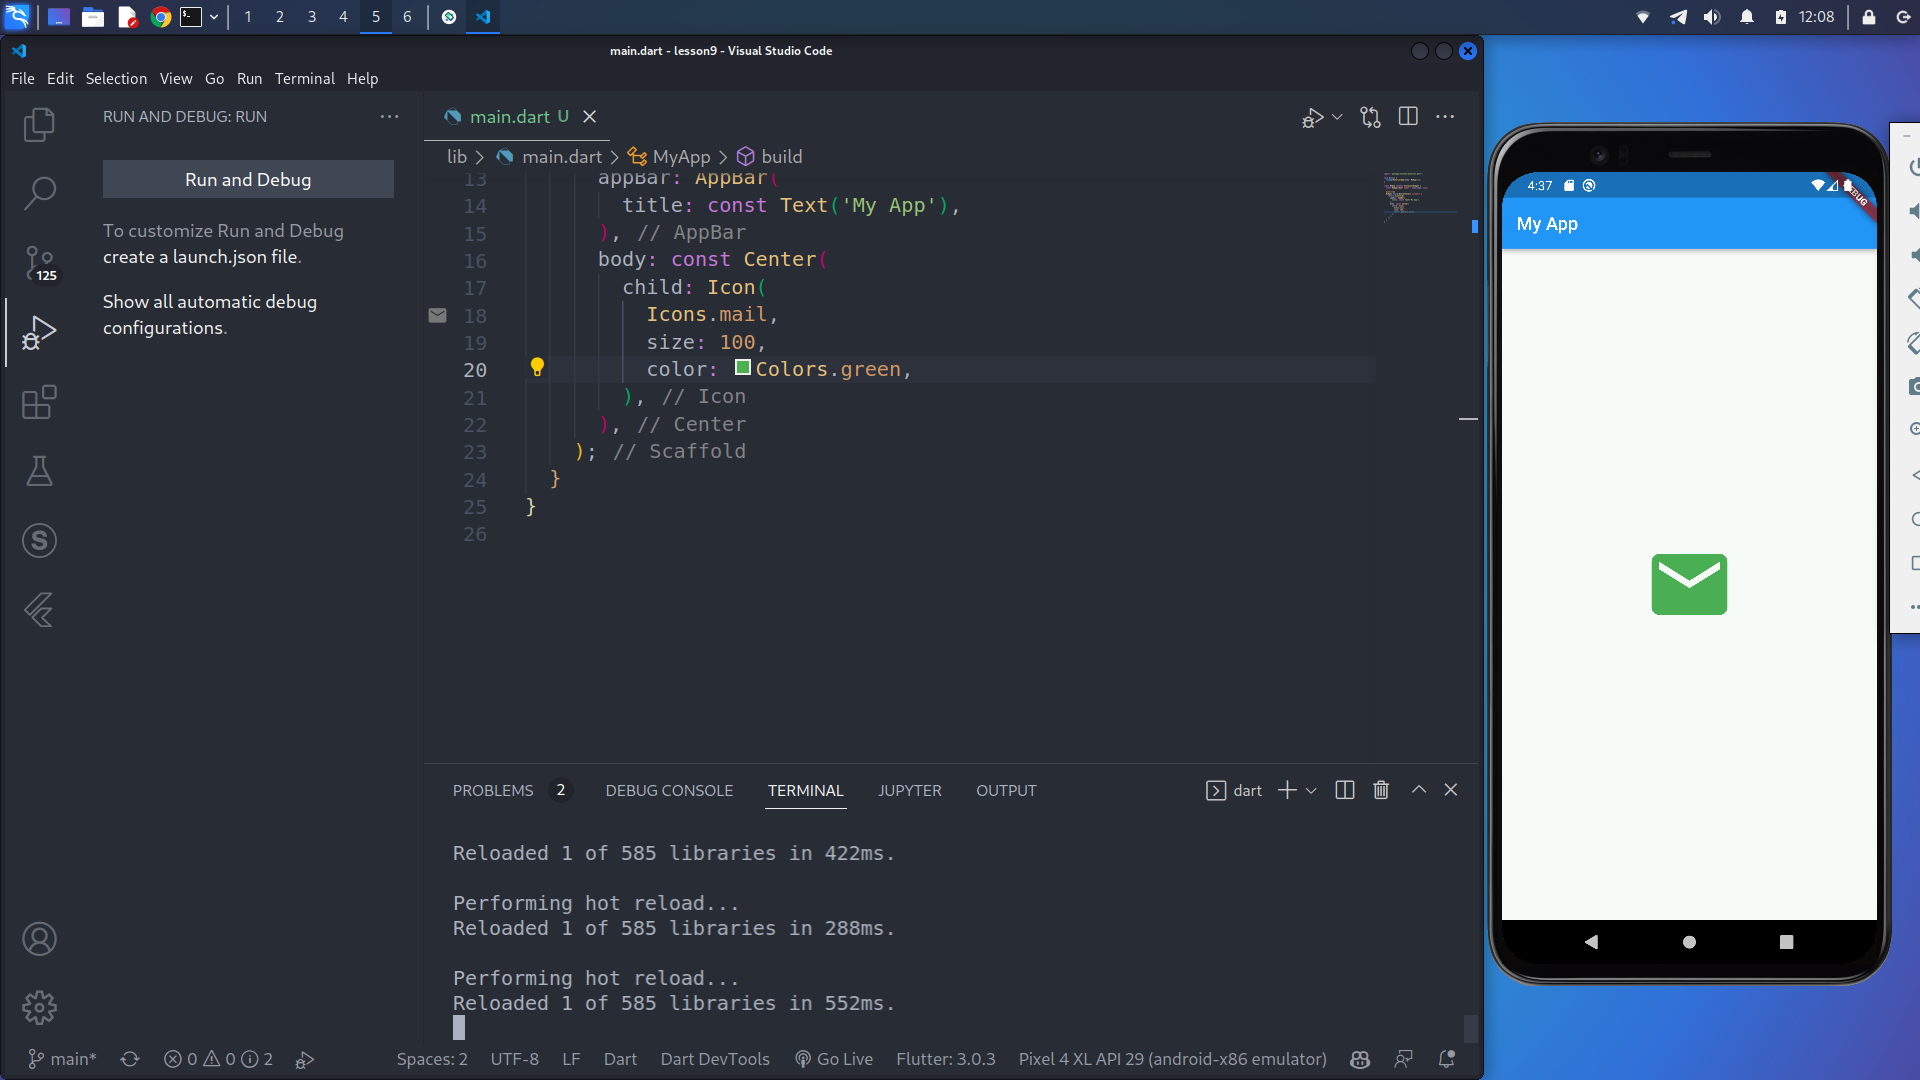 1 2 3 4 5 6
12:08
main.dart - lesson9 - Visual Studio Code
File Edit Selection View Go Run Terminal Help
RUN AND DEBUG: RUN
Run and Debug
To customize Run and Debug
create a launch.json file.
Show all automatic debug
configurations.
125
main.dart U
lib > main.dart > MyApp > build
13 appBar: AppBar(
14 title: const Text('My App'),
15 ), // AppBar
16 body: const Center(
17 child: Icon(
18 Icons.mail,
19 size: 100,
20 color: Colors.green,
21 ), // Icon
22 ), // Center
23 ); // Scaffold
24 }
25 }
26
PROBLEMS 2 DEBUG CONSOLE TERMINAL JUPYTER OUTPUT
dart
Reloaded 1 of 585 libraries in 422ms.
Performing hot reload...
Reloaded 1 of 585 libraries in 288ms.
Performing hot reload...
Reloaded 1 of 585 libraries in 552ms.
main* 0 0 2 Spaces: 2 UTF-8 LF Dart Dart DevTools Go Live Flutter: 3.0.3 Pixel 4 XL API 29 (android-x86 emulator)
4:37
DEBUG
My App